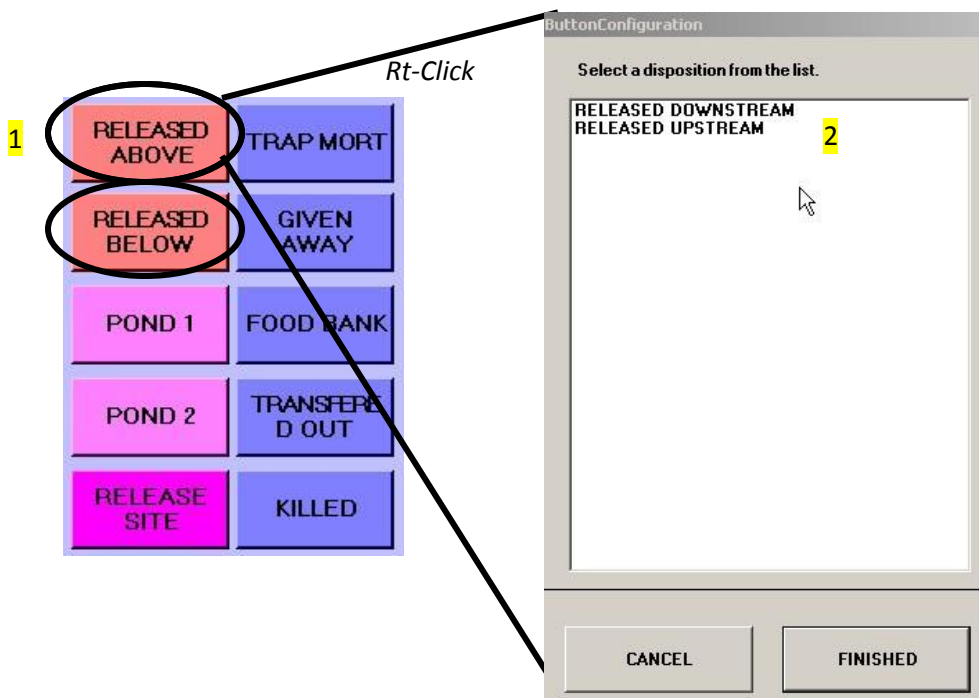 ButtonConfiguration
Rt-Click
Select a disposition from the list.
1
RELEASED
ABOVE
TRAP MORT
RELEASED DOWNSTREAM
RELEASED UPSTREAM
2
RELEASED
BELOW
GIVEN
AWAY
POND 1
FOOD BANK
POND 2
TRANSFERE
D OUT
RELEASE
SITE
KILLED
CANCEL
FINISHED